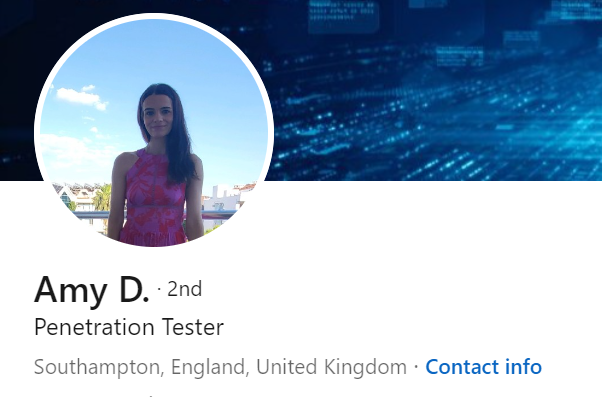 Amy D. · 2nd
Penetration Tester
Southampton, England, United Kingdom · Contact info